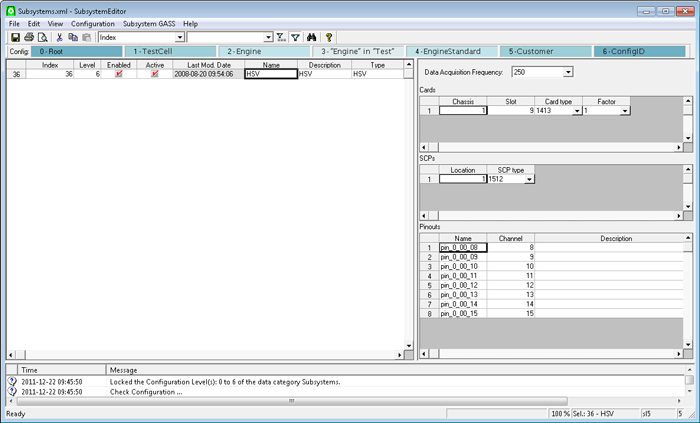 Subsystems.xml - SubsystemEditor
File Edit View Configuration Subsystem GASS Help
Index
Config: 0 - Root 1 - TestCell 2 - Engine 3- "Engine" in "Test" 4 - EngineStandard 5 - Customer 6 - ConfigID
Index Level Enabled Active Last Mod. Date Name Description Type
36 36 6 2008-08-20 09:54:06 HSV HSV HSV
Data Acquisition Frequency: 250
Cards
Chassis Slot Card type Factor
1 1 9 1413 1
SCPs
Location SCP type
1 1 1512
Pinouts
Name Channel Description
1 pin_0_00_08 8
2 pin_0_00_09 9
3 pin_0_00_10 10
4 pin_0_00_11 11
5 pin_0_00_12 12
6 pin_0_00_13 13
7 pin_0_00_14 14
8 pin_0_00_15 15
Time Message
2011-12-22 09:45:50 Locked the Configuration Level(s): 0 to 6 of the data category Subsystems.
2011-12-22 09:45:50 Check Configuration ...
Ready 100 % Sel.: 36 - HSV sl5 5